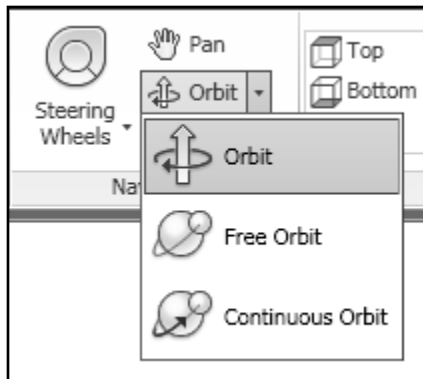 Pan
Top
Orbit
Bottom
Steering
Wheels
Orbit
Free Orbit
Continuous Orbit